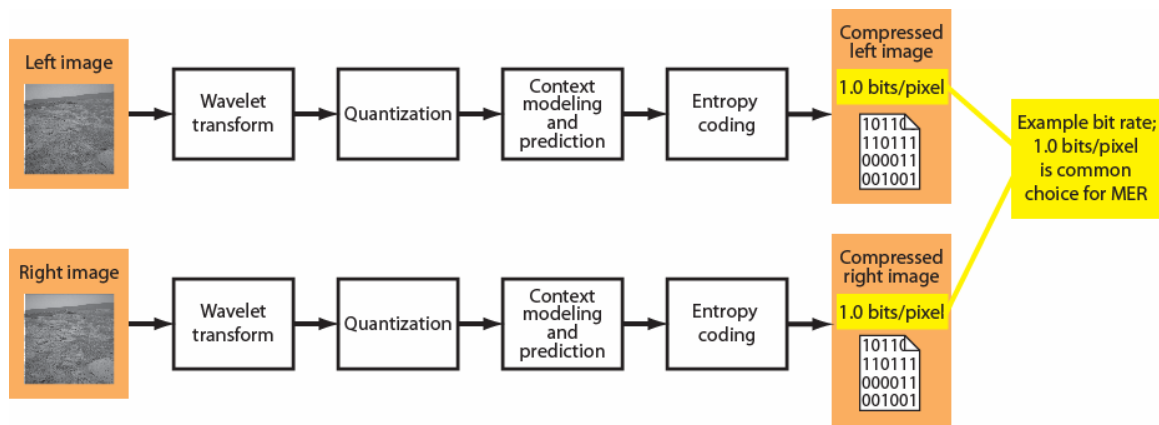 Left image
Wavelet
transform
Quantization
Context
modeling
and
prediction
Entropy
coding
Compressed
left image
1.0 bits/pixel
10110
110111
000011
001001
Example bit rate;
1.0 bits/pixel
is common
choice for MER
Right image
Wavelet
transform
Quantization
Context
modeling
and
prediction
Entropy
coding
Compressed
right image
1.0 bits/pixel
10110
110111
000011
001001